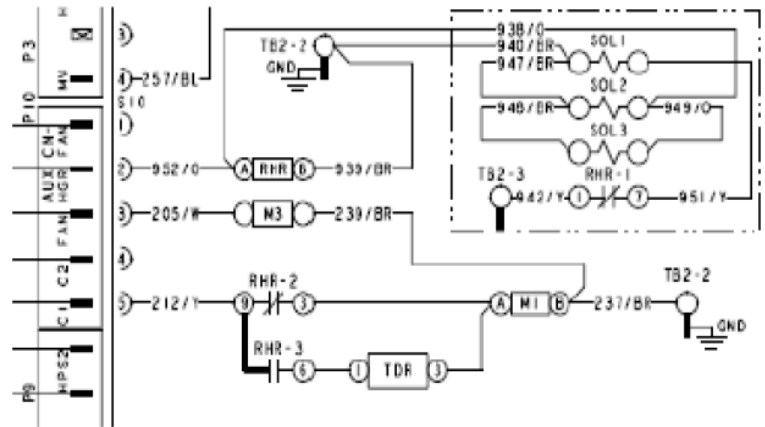 P3
H
3
MV
4
257/BL
S10
P10
CN-
FAN
1
AUX
HGR
2
952/O
A
RHR
B
939/BR
FAN
3
205/W
M3
239/BR
C2
4
C1
5
212/Y
9
RHR-2
3
A
M1
B
237/BR
TB2-2
GND
RHR-3
6
1
TDR
3
HPS2
P9
TB2-2
GND
938/O
940/BR
947/BR
SOL1
SOL2
948/BR
949/O
SOL3
TB2-3
RHR-1
942/Y
1
7
951/Y